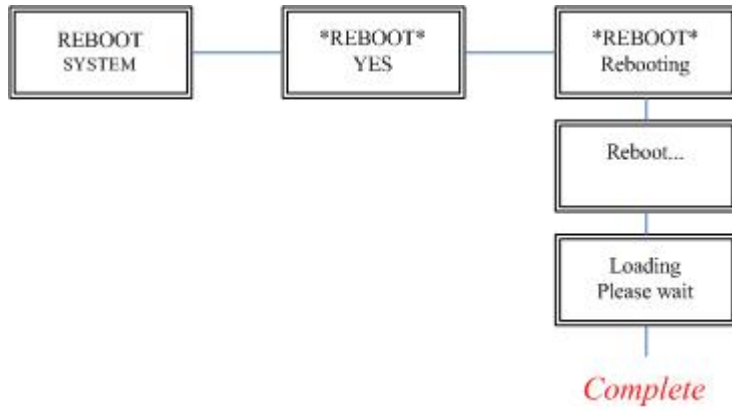 REBOOT
SYSTEM
*REBOOT*
YES
*REBOOT*
Rebooting
Reboot...
Loading
Please wait
Complete